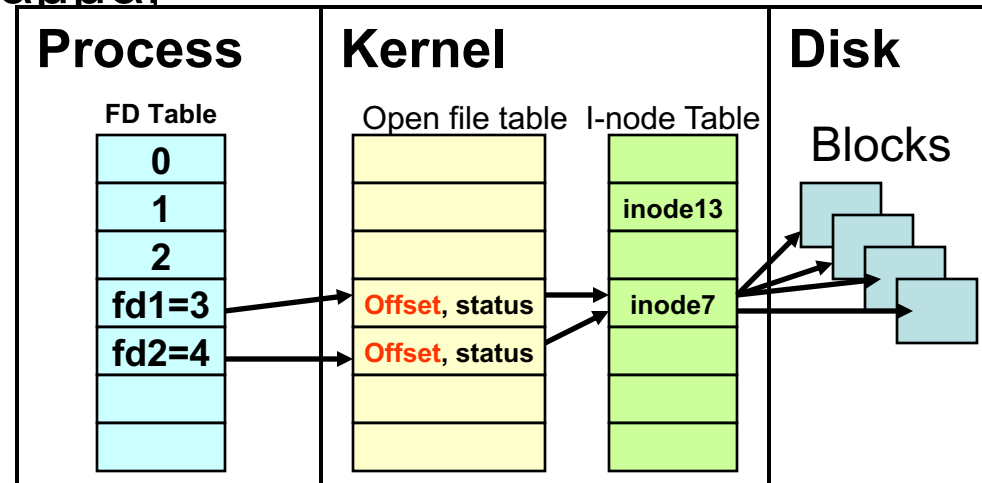 Process
Kernel
Disk
FD Table
Open file table
I-node Table
Blocks
0
1
inode13
2
fd1=3
Offset, status
inode7
fd2=4
Offset, status